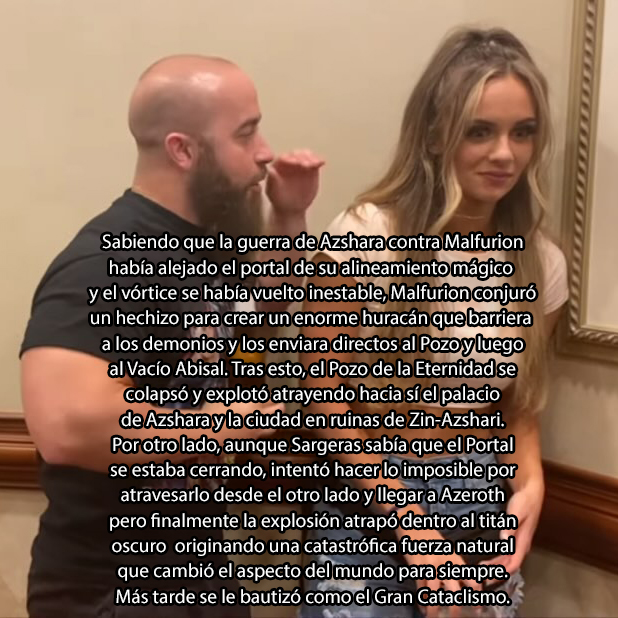 Sabiendo que la guerra de Azshara contra Malfurion
había alejado el portal de su alineamiento mágico
y el vórtice se había vuelto inestable, Malfurion conjuró
un hechizo para crear un enorme huracán que barriera
a los demonios y los enviara directos al Pozo y luego
al Vacío Abisal. Tras esto, el Pozo de la Eternidad se
colapsó y explotó atrayendo hacia sí el palacio
de Azshara y la ciudad en ruinas de Zin-Azshari.
Por otro lado, aunque Sargeras sabía que el Portal
se estaba cerrando, intentó hacer lo imposible por
atravesarlo desde el otro lado y llegar a Azeroth
pero finalmente la explosión atrapó dentro al titán
oscuro originando una catastrófica fuerza natural
que cambió el aspecto del mundo para siempre.
Más tarde se le bautizó como el Gran Cataclismo.